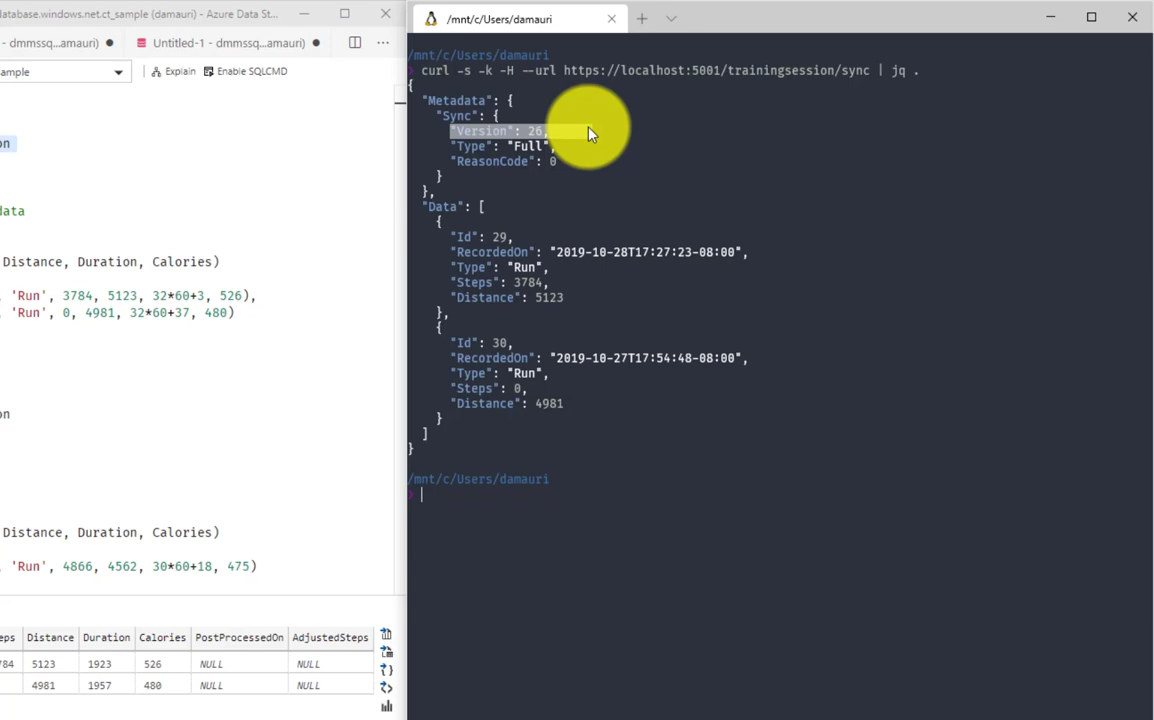 database.windows.net.ct_sample (damauri) - Azure Data St...
- dmmssq...amauri)
Untitled-1 - dmmssq...amauri)
ample
Explain
Enable SQLCMD
on
data
Distance, Duration, Calories)
, 'Run', 3784, 5123, 32*60+3, 526),
, 'Run', 0, 4981, 32*60+37, 480)
on
Distance, Duration, Calories)
, 'Run', 4866, 4562, 30*60+18, 475)
eps Distance Duration Calories PostProcessedOn AdjustedSteps
784 5123 1923 526 NULL NULL
4981 1957 480 NULL NULL
/mnt/c/Users/damauri
/mnt/c/Users/damauri
❯ curl -s -k -H --url https://localhost:5001/trainingsession/sync | jq .
{
"Metadata": {
"Sync": {
"Version": 26,
"Type": "Full",
"ReasonCode": 0
}
},
"Data": [
{
"Id": 29,
"RecordedOn": "2019-10-28T17:27:23-08:00",
"Type": "Run",
"Steps": 3784,
"Distance": 5123
},
{
"Id": 30,
"RecordedOn": "2019-10-27T17:54:48-08:00",
"Type": "Run",
"Steps": 0,
"Distance": 4981
}
]
}
/mnt/c/Users/damauri
❯